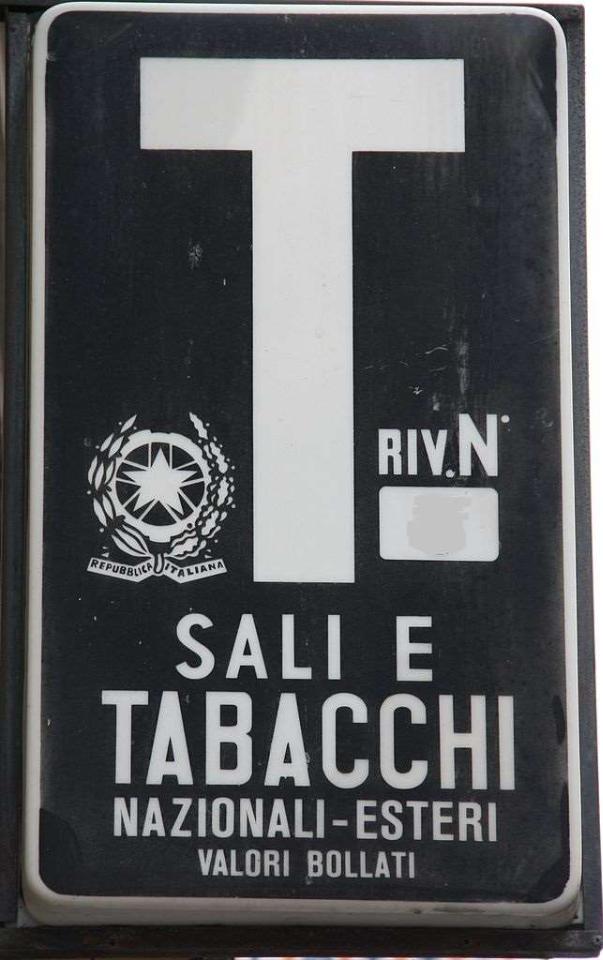 T
RIV.N°
REPUBBLICA ITALIANA
SALI E
TABACCHI
NAZIONALI-ESTERI
VALORI BOLLATI